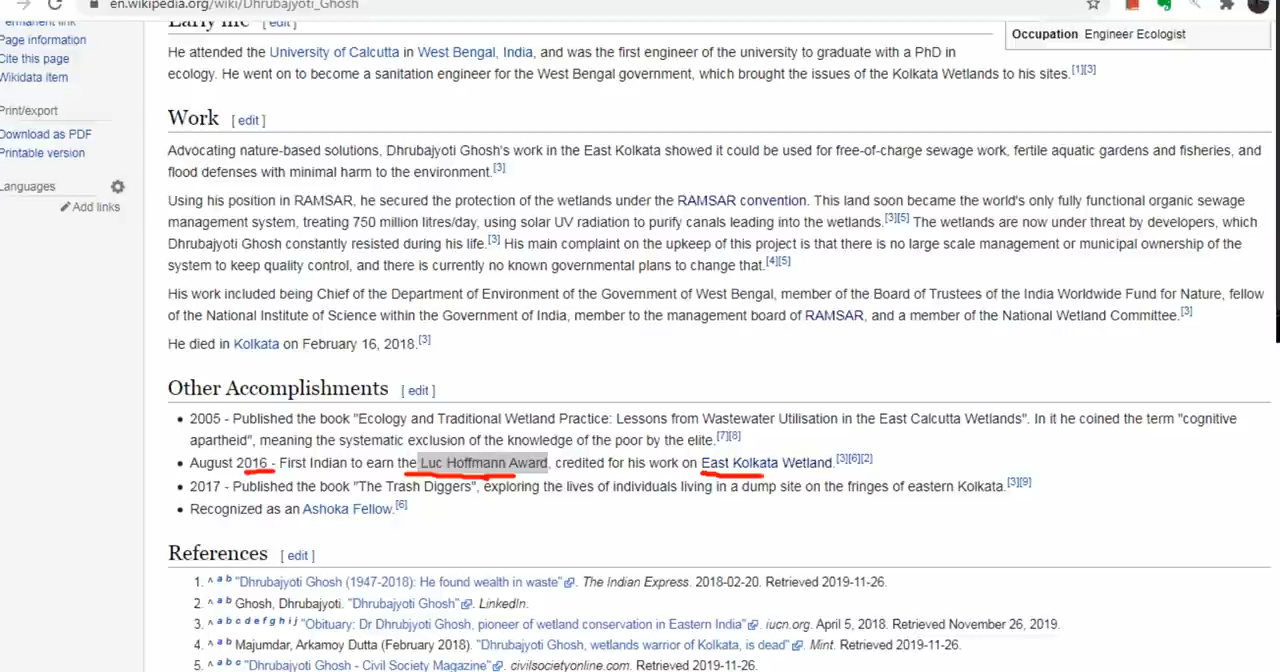 en.wikipedia.org/wiki/Dhrubajyoti_Ghosh
Permanent link
Page information
Cite this page
Wikidata item
Print/export
Download as PDF
Printable version
Languages
Add links
Early life [ edit ]
Occupation Engineer Ecologist
He attended the University of Calcutta in West Bengal, India, and was the first engineer of the university to graduate with a PhD in
ecology. He went on to become a sanitation engineer for the West Bengal government, which brought the issues of the Kolkata Wetlands to his sites.[1][3]
Work [ edit ]
Advocating nature-based solutions, Dhrubajyoti Ghosh's work in the East Kolkata showed it could be used for free-of-charge sewage work, fertile aquatic gardens and fisheries, and
flood defenses with minimal harm to the environment.[3]
Using his position in RAMSAR, he secured the protection of the wetlands under the RAMSAR convention. This land soon became the world's only fully functional organic sewage
management system, treating 750 million litres/day, using solar UV radiation to purify canals leading into the wetlands.[3][5] The wetlands are now under threat by developers, which
Dhrubajyoti Ghosh constantly resisted during his life.[3] His main complaint on the upkeep of this project is that there is no large scale management or municipal ownership of the
system to keep quality control, and there is currently no known governmental plans to change that.[4][5]
His work included being Chief of the Department of Environment of the Government of West Bengal, member of the Board of Trustees of the India Worldwide Fund for Nature, fellow
of the National Institute of Science within the Government of India, member to the management board of RAMSAR, and a member of the National Wetland Committee.[3]
He died in Kolkata on February 16, 2018.[3]
Other Accomplishments [ edit ]
• 2005 - Published the book "Ecology and Traditional Wetland Practice: Lessons from Wastewater Utilisation in the East Calcutta Wetlands". In it he coined the term "cognitive
apartheid", meaning the systematic exclusion of the knowledge of the poor by the elite.[7][8]
• August 2016 - First Indian to earn the Luc Hoffmann Award, credited for his work on East Kolkata Wetland.[3][6][2]
• 2017 - Published the book "The Trash Diggers", exploring the lives of individuals living in a dump site on the fringes of eastern Kolkata.[3][9]
• Recognized as an Ashoka Fellow.[6]
References [ edit ]
1. ^ a b "Dhrubajyoti Ghosh (1947-2018): He found wealth in waste". The Indian Express. 2018-02-20. Retrieved 2019-11-26.
2. ^ a b Ghosh, Dhrubajyoti. "Dhrubajyoti Ghosh". LinkedIn.
3. ^ a b c d e f g h i j "Obituary: Dr Dhrubjyoti Ghosh, pioneer of wetland conservation in Eastern India". iucn.org. April 5, 2018. Retrieved November 26, 2019.
4. ^ a b Majumdar, Arkamoy Dutta (February 2018). "Dhrubajyoti Ghosh, wetlands warrior of Kolkata, is dead". Mint. Retrieved 2019-11-26.
5. ^ a b c "Dhrubajyoti Ghosh - Civil Society Magazine". civilsocietyonline.com. Retrieved 2019-11-26.